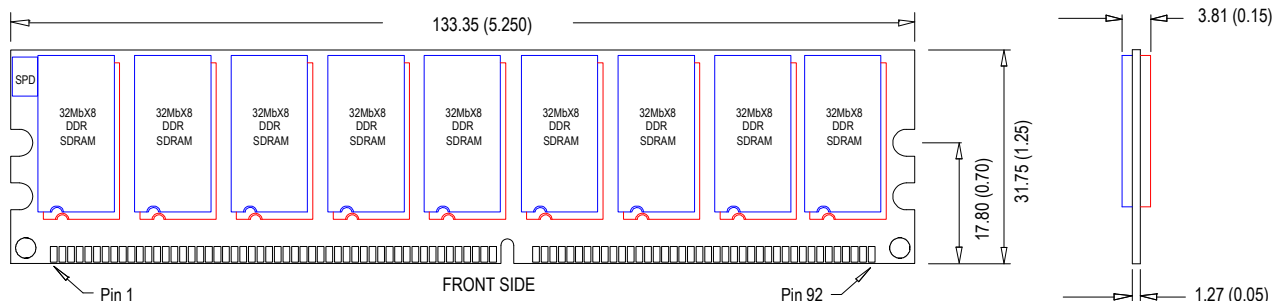 133.35 (5.250)
3.81 (0.15)
SPD
32MbX8
DDR
SDRAM
32MbX8
DDR
SDRAM
32MbX8
DDR
SDRAM
32MbX8
DDR
SDRAM
32MbX8
DDR
SDRAM
32MbX8
DDR
SDRAM
32MbX8
DDR
SDRAM
32MbX8
DDR
SDRAM
32MbX8
DDR
SDRAM
17.80 (0.70)
31.75 (1.25)
Pin 1
FRONT SIDE
Pin 92
1.27 (0.05)